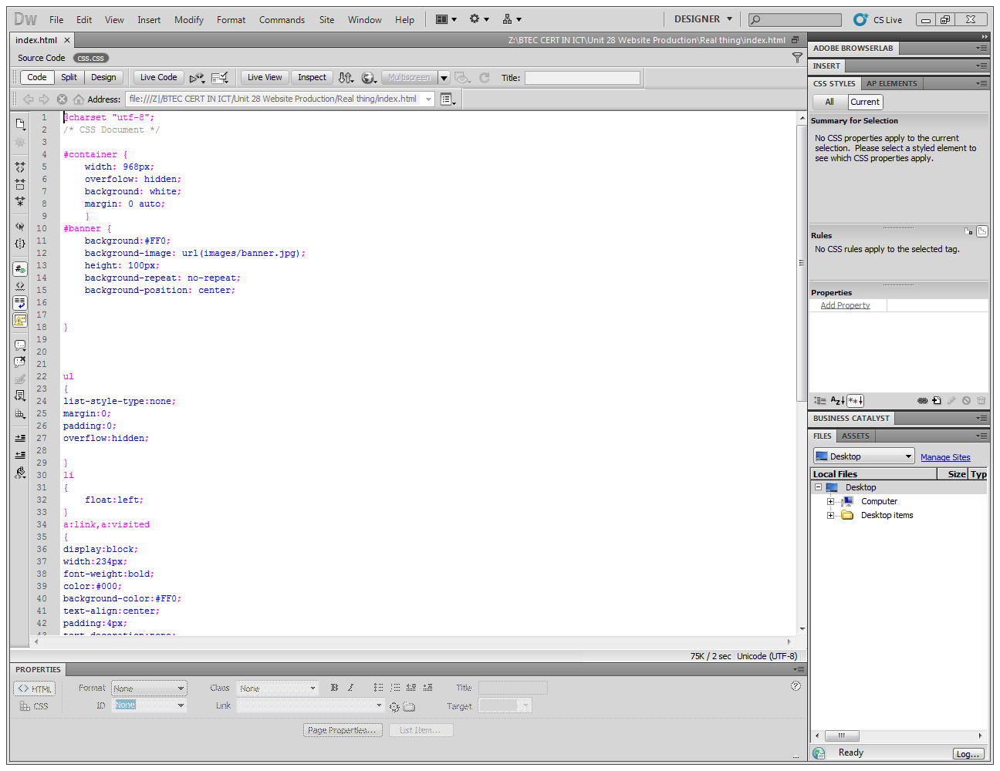 Dw File Edit View Insert Modify Format Commands Site Window Help DESIGNER CS Live
index.html Z:\BTEC CERT IN ICT\Unit 28 Website Production\Real thing\index.html
Source Code css.css
Code Split Design Live Code Live View Inspect Multiscreen Title:
Address: file:///Z|/BTEC CERT IN ICT/Unit 28 Website Production/Real thing/index.html
1 @charset "utf-8";
2 /* CSS Document */
3
4 #container {
5 width: 968px;
6 overfolow: hidden;
7 background: white;
8 margin: 0 auto;
9 }
10 #banner {
11 background:#FF0;
12 background-image: url(images/banner.jpg);
13 height: 100px;
14 background-repeat: no-repeat;
15 background-position: center;
16
17
18 }
19
20
21
22 ul
23 {
24 list-style-type:none;
25 margin:0;
26 padding:0;
27 overflow:hidden;
28
29 }
30 li
31 {
32 float:left;
33 }
34 a:link,a:visited
35 {
36 display:block;
37 width:234px;
38 font-weight:bold;
39 color:#000;
40 background-color:#FF0;
41 text-align:center;
42 padding:4px;
43 text-decoration:none;
75K / 2 sec Unicode (UTF-8)
PROPERTIES
HTML Format None Class None B I Title
CSS ID None Link Target
Page Properties... List Item...
ADOBE BROWSERLAB
INSERT
CSS STYLES AP ELEMENTS
All Current
Summary for Selection
No CSS properties apply to the current
selection. Please select a styled element to
see which CSS properties apply.
Rules
No CSS rules apply to the selected tag.
Properties
Add Property
BUSINESS CATALYST
FILES ASSETS
Desktop Manage Sites
Local Files Size Typ
Desktop
Computer
Desktop items
Ready Log...